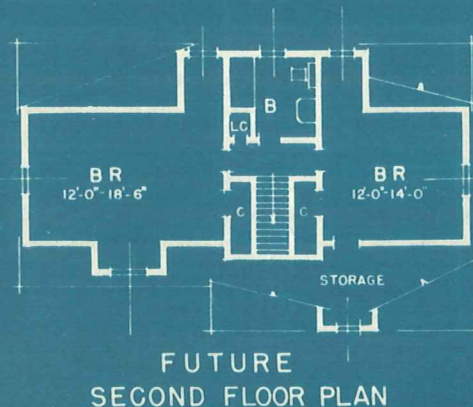 B
LC
BR
12'-0"-18'-6"
BR
12'-0"-14'-0"
C
C
STORAGE
FUTURE
SECOND FLOOR PLAN